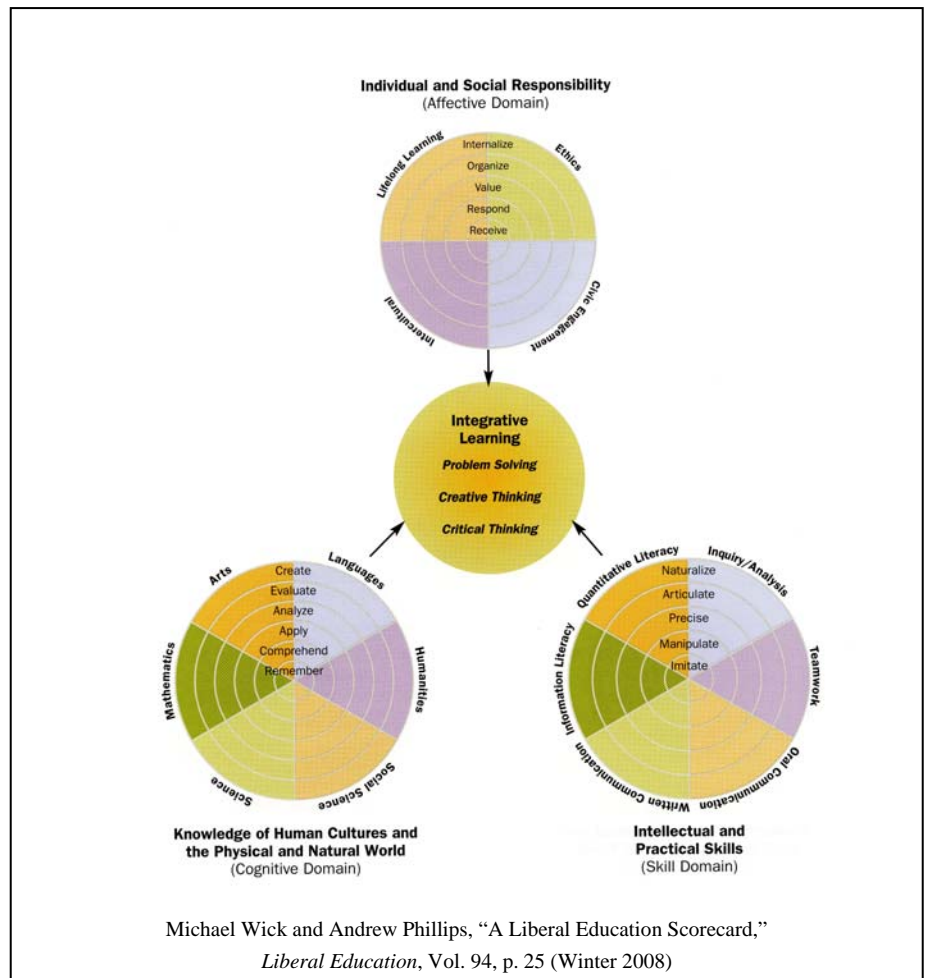 Individual and Social Responsibility
(Affective Domain)
Lifelong Learning
Ethics
Internalize
Organize
Value
Respond
Receive
Intercultural
Civic Engagement
Integrative
Learning
Problem Solving
Creative Thinking
Critical Thinking
Arts
Languages
Create
Evaluate
Analyze
Apply
Comprehend
Remember
Mathematics
Humanities
Science
Social Science
Knowledge of Human Cultures and
the Physical and Natural World
(Cognitive Domain)
Quantitative Literacy
Inquiry/Analysis
Naturalize
Articulate
Precise
Manipulate
Imitate
Information Literacy
Teamwork
Written Communication
Oral Communication
Intellectual and
Practical Skills
(Skill Domain)
Michael Wick and Andrew Phillips, “A Liberal Education Scorecard,”
Liberal Education, Vol. 94, p. 25 (Winter 2008)